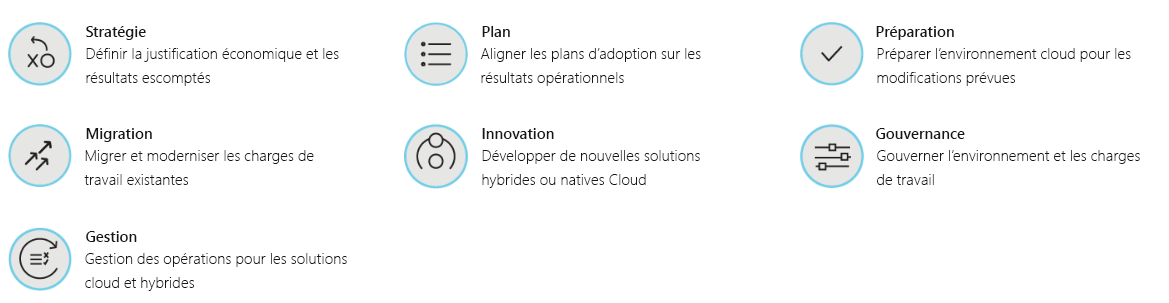 Stratégie
Définir la justification économique et les
résultats escomptés
Plan
Aligner les plans d’adoption sur les
résultats opérationnels
Préparation
Préparer l’environnement cloud pour les
modifications prévues
Migration
Migrer et moderniser les charges de
travail existantes
Innovation
Développer de nouvelles solutions
hybrides ou natives Cloud
Gouvernance
Gouverner l’environnement et les charges
de travail
Gestion
Gestion des opérations pour les solutions
cloud et hybrides